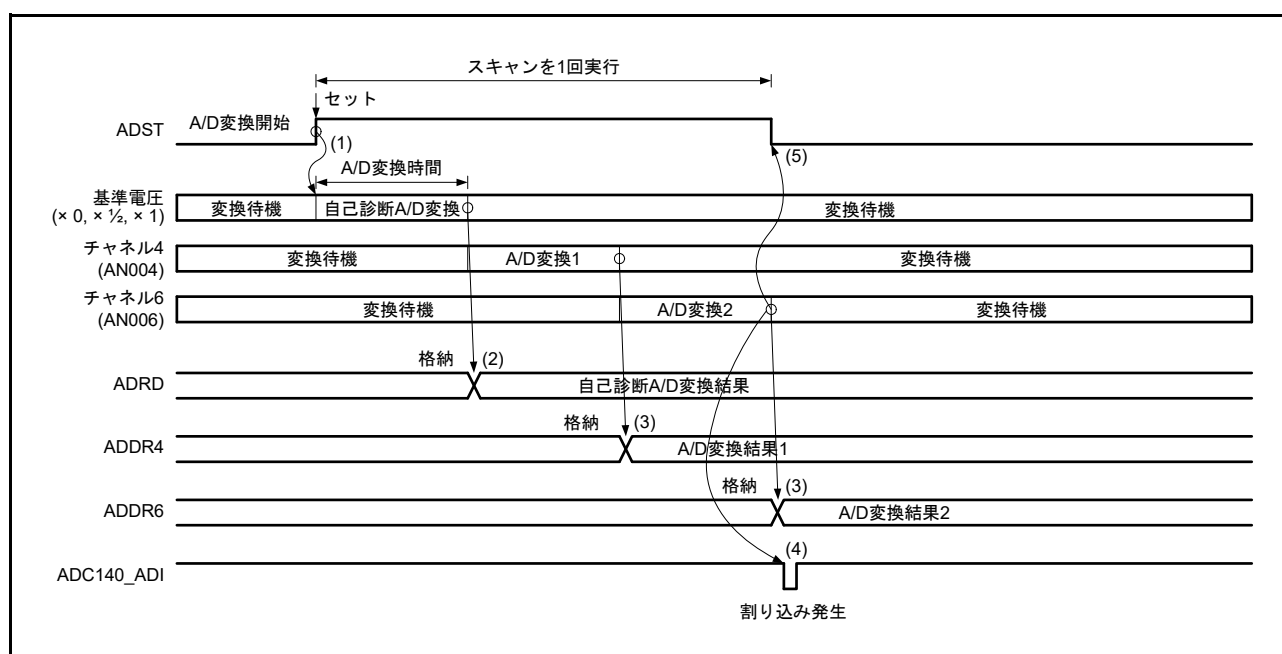 スキャンを1回実行
セット
ADST
A/D変換開始
(1)
(5)
A/D変換時間
基準電圧
(× 0, × ½, × 1)
変換待機
自己診断A/D変換
変換待機
チャネル4
(AN004)
変換待機
A/D変換1
変換待機
チャネル6
(AN006)
変換待機
A/D変換2
変換待機
格納
(2)
ADRD
自己診断A/D変換結果
格納
(3)
ADDR4
A/D変換結果1
格納
(3)
ADDR6
A/D変換結果2
(4)
ADC140_ADI
割り込み発生